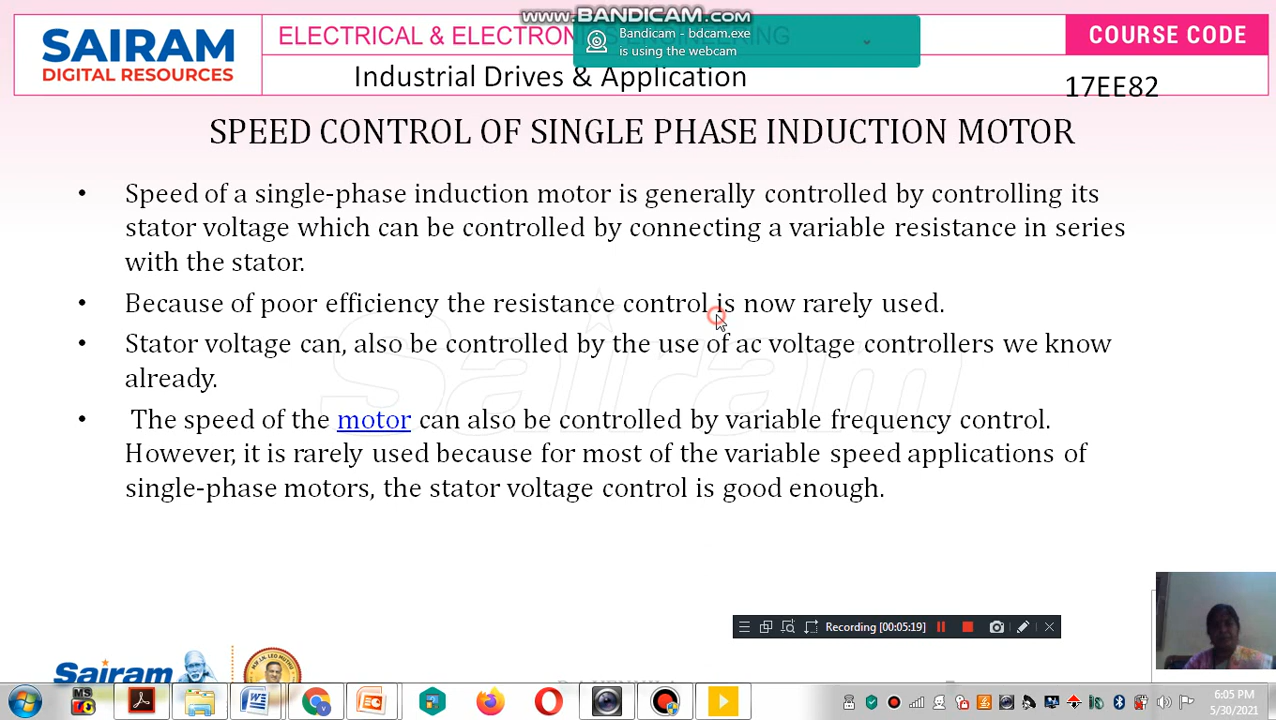 www.BANDICAM.com
SAIRAM
DIGITAL RESOURCES
ELECTRICAL & ELECTRONICS ENGINEERING
Bandicam - bdcam.exe
is using the webcam
COURSE CODE
Industrial Drives & Application
17EE82
SPEED CONTROL OF SINGLE PHASE INDUCTION MOTOR
• Speed of a single-phase induction motor is generally controlled by controlling its
stator voltage which can be controlled by connecting a variable resistance in series
with the stator.
• Because of poor efficiency the resistance control is now rarely used.
• Stator voltage can, also be controlled by the use of ac voltage controllers we know
already.
• The speed of the motor can also be controlled by variable frequency control.
However, it is rarely used because for most of the variable speed applications of
single-phase motors, the stator voltage control is good enough.
Sairam
Recording [00:05:19]
Sairam
MS
6:05 PM
5/30/2021